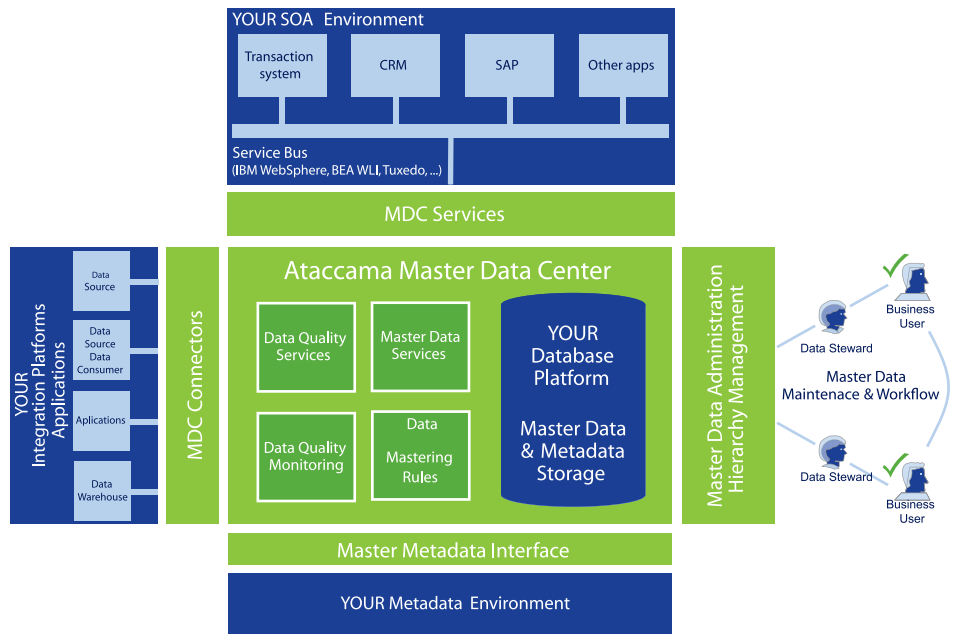 YOUR SOA Environment
Transaction
system
CRM
SAP
Other apps
Service Bus
(IBM WebSphere, BEA WLI, Tuxedo, ...)
MDC Services
YOUR
Integration Platforms
Applications
Data
Source
Data
Source
Data
Consumer
Aplications
Data
Warehouse
MDC Connectors
Ataccama Master Data Center
Data Quality
Services
Master Data
Services
Data Quality
Monitoring
Data
Mastering
Rules
YOUR
Database
Platform
Master Data
& Metadata
Storage
Master Data Administration
Hierarchy Management
Business
User
Data Steward
Master Data
Maintenace & Workflow
Data Steward
Business
User
Master Metadata Interface
YOUR Metadata Environment